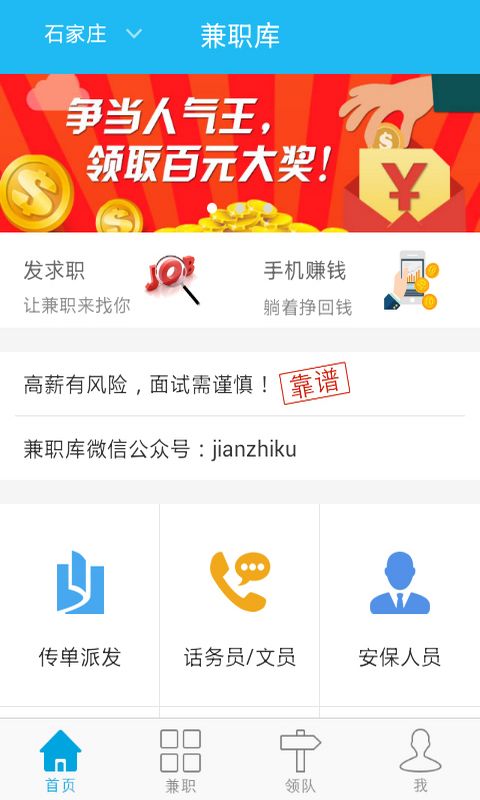 石家庄
兼职库
争当人气王，
领取百元大奖！
发求职
让兼职来找你
JOB
手机赚钱
躺着挣回钱
高薪有风险，面试需谨慎！
靠谱
兼职库微信公众号：jianzhiku
传单派发
话务员/文员
安保人员
首页
兼职
领队
我